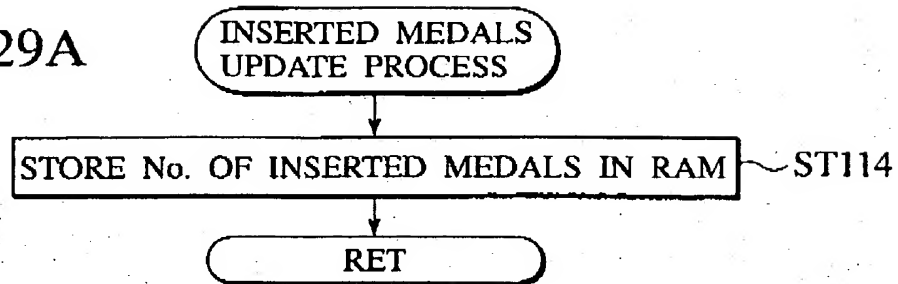 29A
INSERTED MEDALS
UPDATE PROCESS
STORE No. OF INSERTED MEDALS IN RAM
ST114
RET